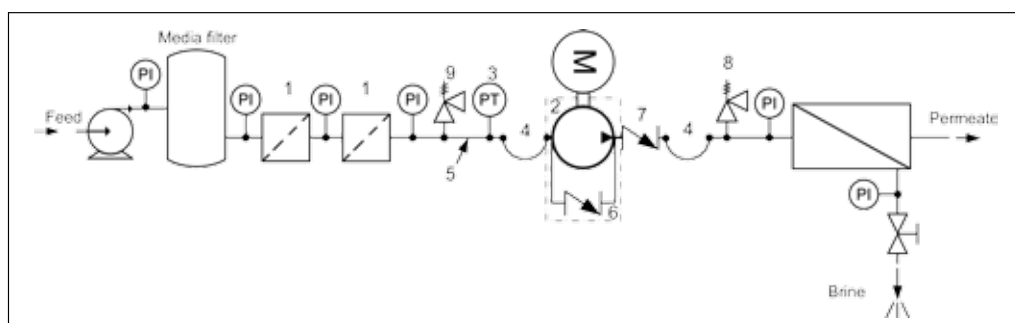 Media filter
PI
9
3
M
8
PI
1
PI
1
PI
PT
2
7
PI
Feed
4
4
Permeate
5
PI
6
Brine